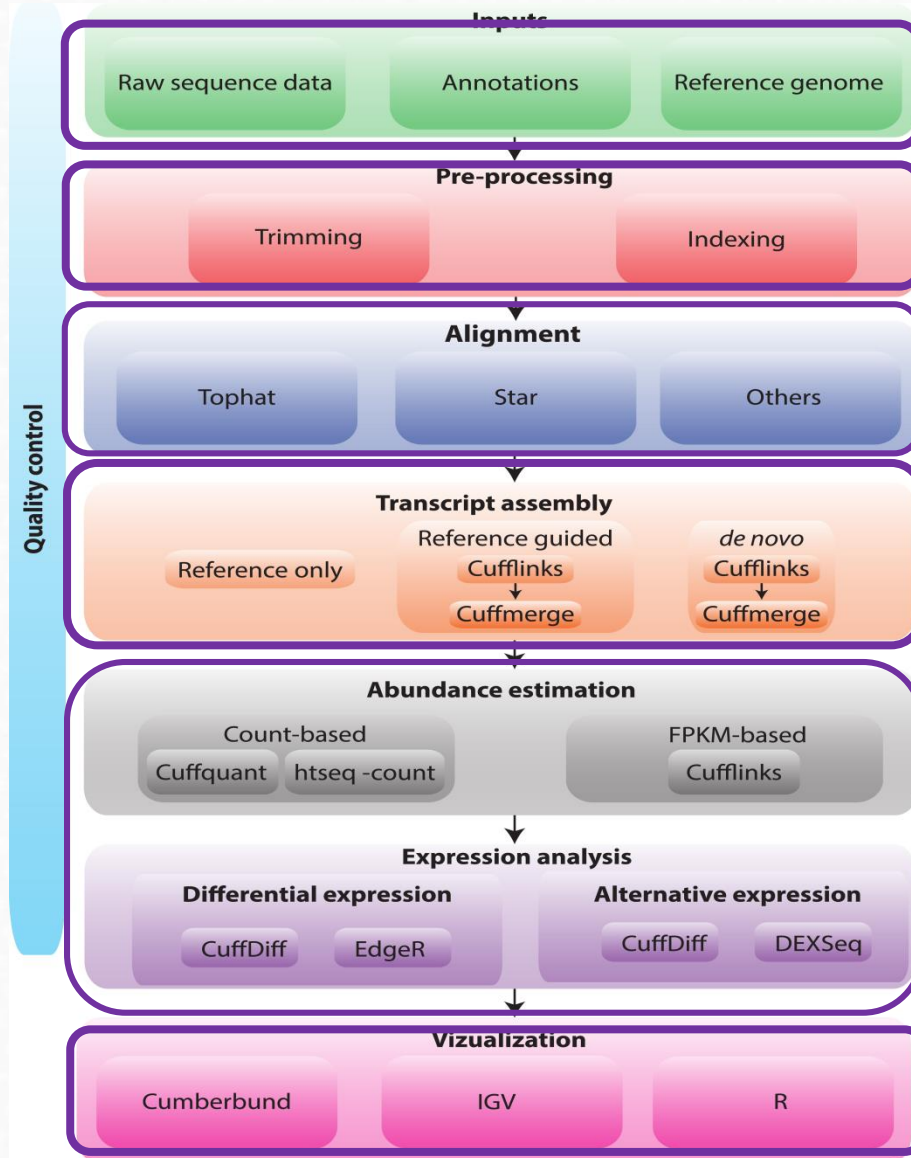 Quality control
Inputs
Raw sequence data
Annotations
Reference genome
Pre-processing
Trimming
Indexing
Alignment
Tophat
Star
Others
Transcript assembly
Reference only
Reference guided
Cufflinks
Cuffmerge
de novo
Cufflinks
Cuffmerge
Abundance estimation
Count-based
Cuffquant
htseq -count
FPKM-based
Cufflinks
Expression analysis
Differential expression
CuffDiff
EdgeR
Alternative expression
CuffDiff
DEXSeq
Vizualization
Cumberbund
IGV
R